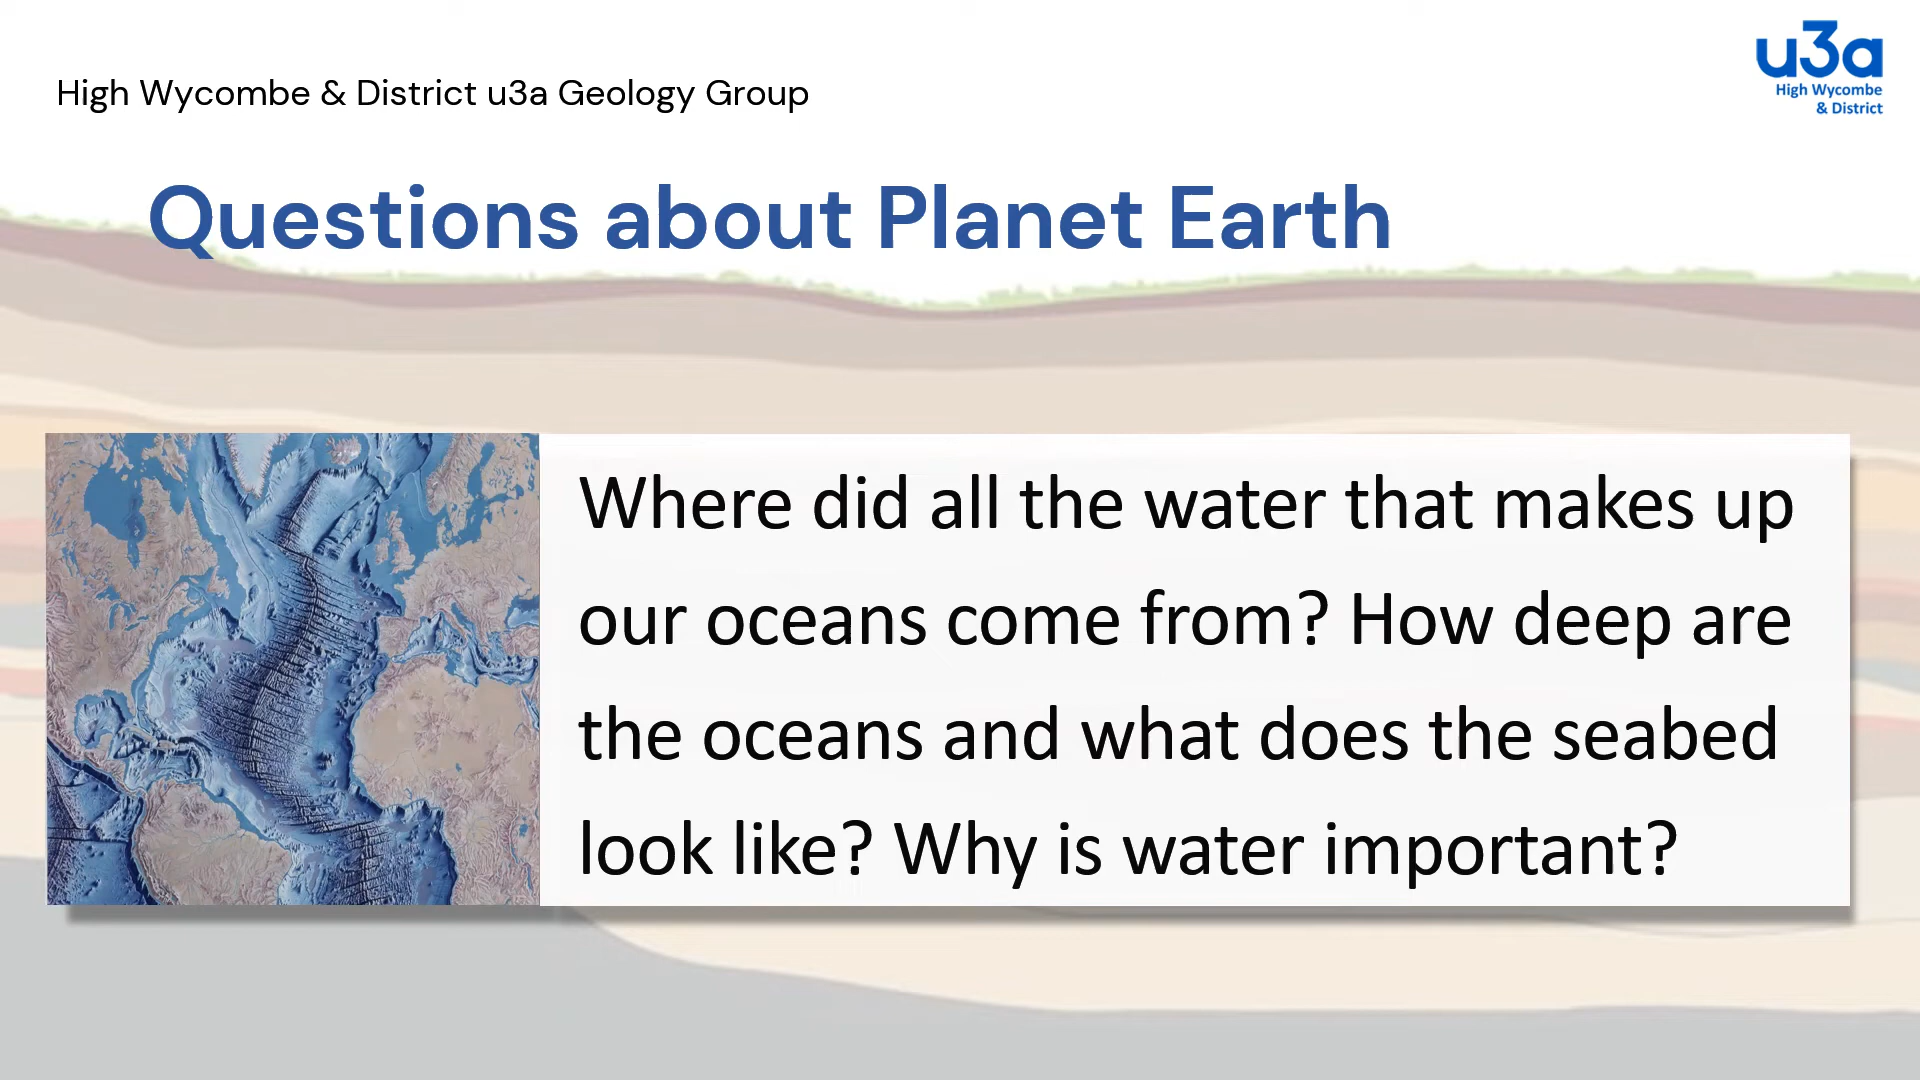 High Wycombe & District u3a Geology Group
u3a
High Wycombe
& District
Questions about Planet Earth
Where did all the water that makes up
our oceans come from? How deep are
the oceans and what does the seabed
look like? Why is water important?